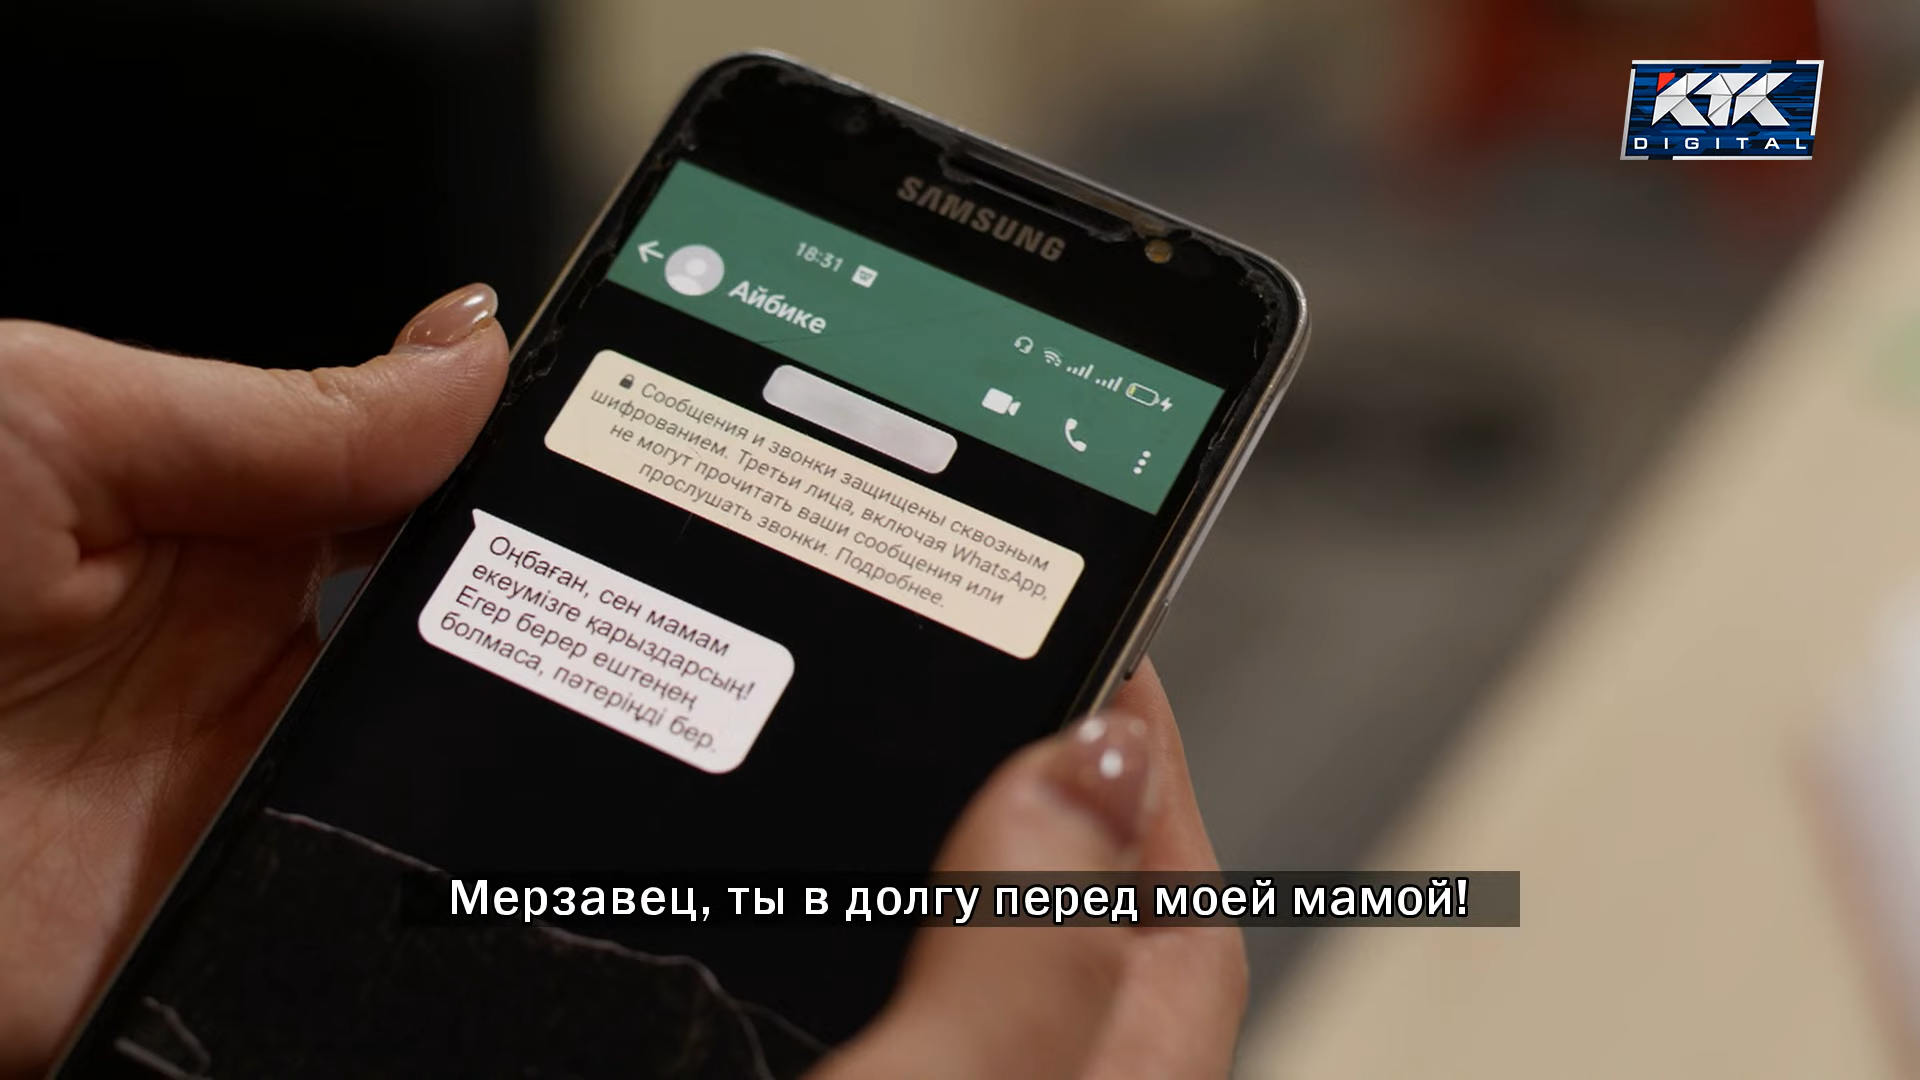 КТК
DIGITAL
SAMSUNG
18:31
Айбике
Сообщения и звонки защищены сквозным
шифрованием. Третьи лица, включая WhatsApp,
не могут прочитать ваши сообщения или
прослушать звонки. Подробнее.
Оңбаған, сен мамам
екеумізге қарыздарсың!
Егер берер ештеңең
болмаса, пәтеріңді бер.
Мерзавец, ты в долгу перед моей мамой!